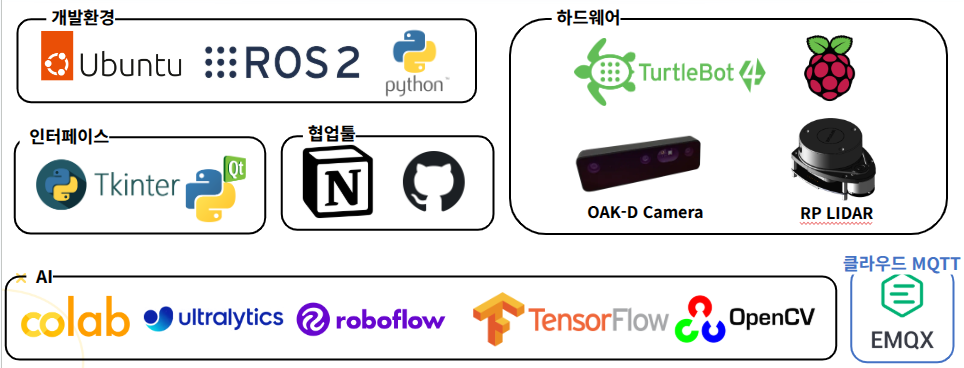 개발환경
Ubuntu
ROS 2
python™
하드웨어
TurtleBot 4
OAK-D Camera
RP LIDAR
인터페이스
Tkinter
Qt
협업툴
N
AI
colab
ultralytics
roboflow
TensorFlow
OpenCV
클라우드 MQTT
EMQX